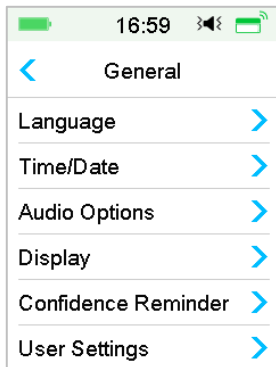 16:59
General
Language
Time/Date
Audio Options
Display
Confidence Reminder
User Settings